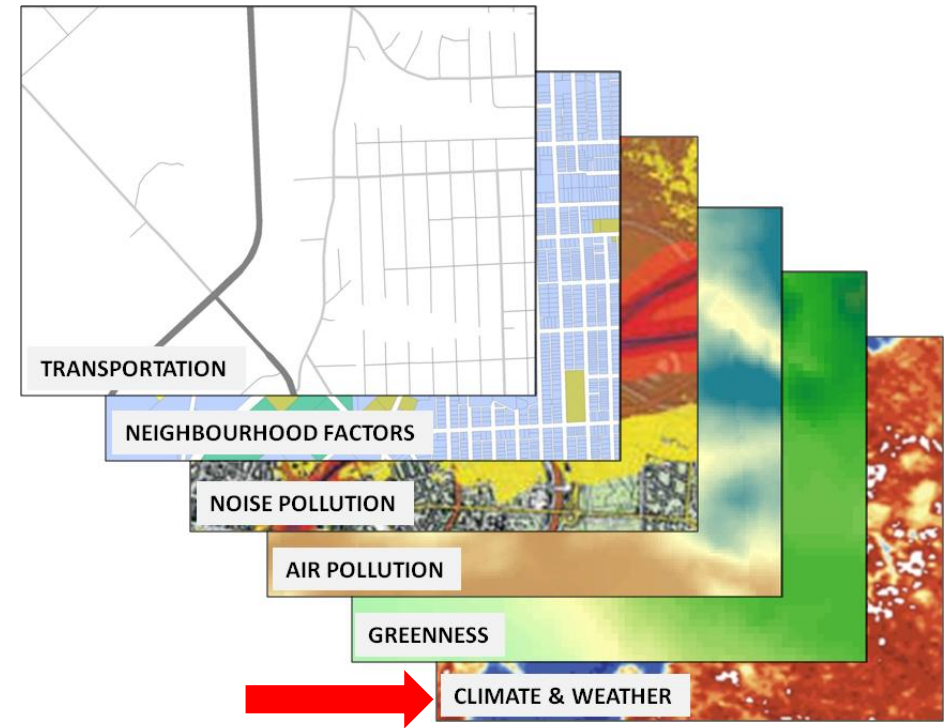 TRANSPORTATION
NEIGHBOURHOOD FACTORS
NOISE POLLUTION
AIR POLLUTION
GREENNESS
CLIMATE & WEATHER